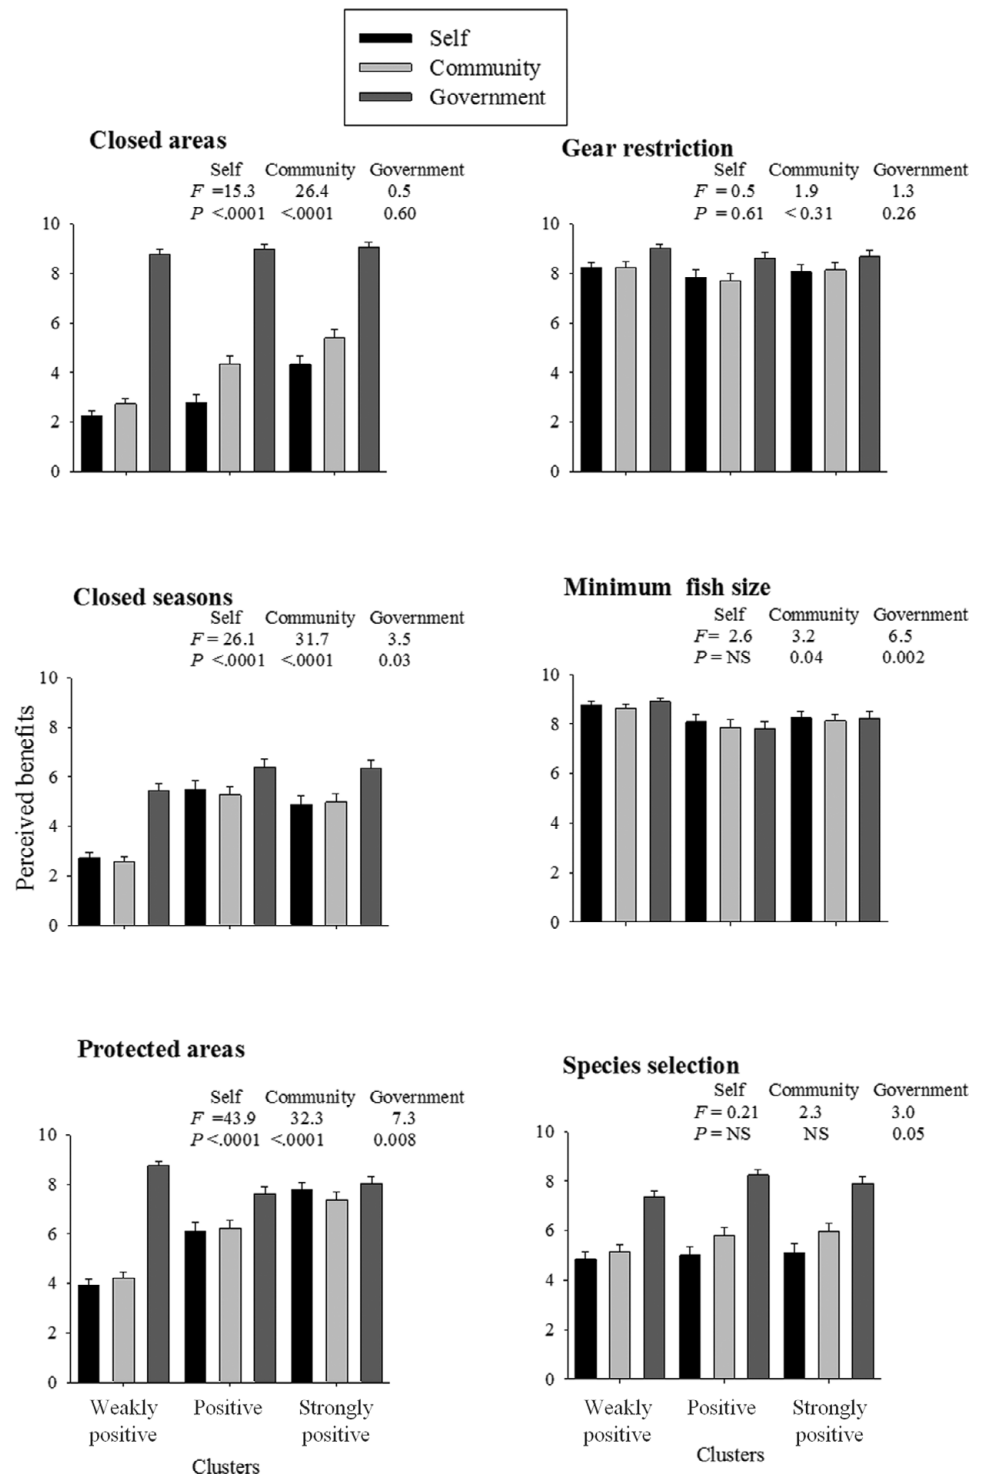 Self
Community
Government
Closed areas
Self Community Government
F =15.3 26.4 0.5
P <.0001 <.0001 0.60
10
8
6
4
2
0
Gear restriction
Self Community Government
F = 0.5 1.9 1.3
P = 0.61 < 0.31 0.26
10
8
6
4
2
0
Closed seasons
Self Community Government
F = 26.1 31.7 3.5
P <.0001 <.0001 0.03
Perceived benefits
10
8
6
4
2
0
Minimum fish size
Self Community Government
F= 2.6 3.2 6.5
P = NS 0.04 0.002
10
8
6
4
2
0
Protected areas
Self Community Government
F =43.9 32.3 7.3
P <.0001 <.0001 0.008
10
8
6
4
2
0
Weakly positive Positive Strongly positive
Clusters
Species selection
Self Community Government
F = 0.21 2.3 3.0
P = NS NS 0.05
10
8
6
4
2
0
Weakly positive Positive Strongly positive
Clusters